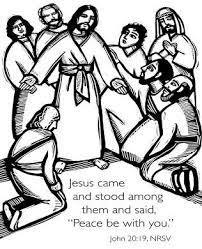 Jesus came
and stood among
them and said,
“Peace be with you.”
John 20:19, NRSV